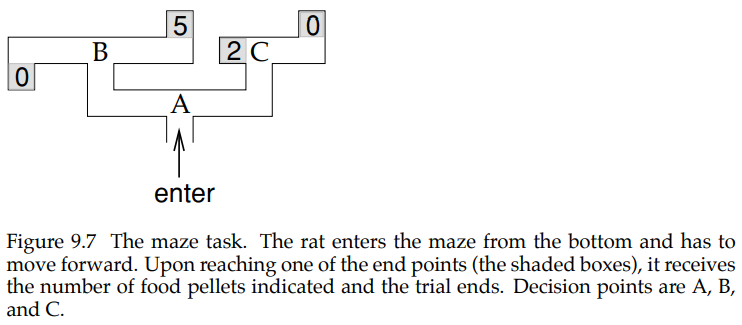 5 0
B 2 C
0
A
enter
Figure 9.7 The maze task. The rat enters the maze from the bottom and has to
move forward. Upon reaching one of the end points (the shaded boxes), it receives
the number of food pellets indicated and the trial ends. Decision points are A, B,
and C.